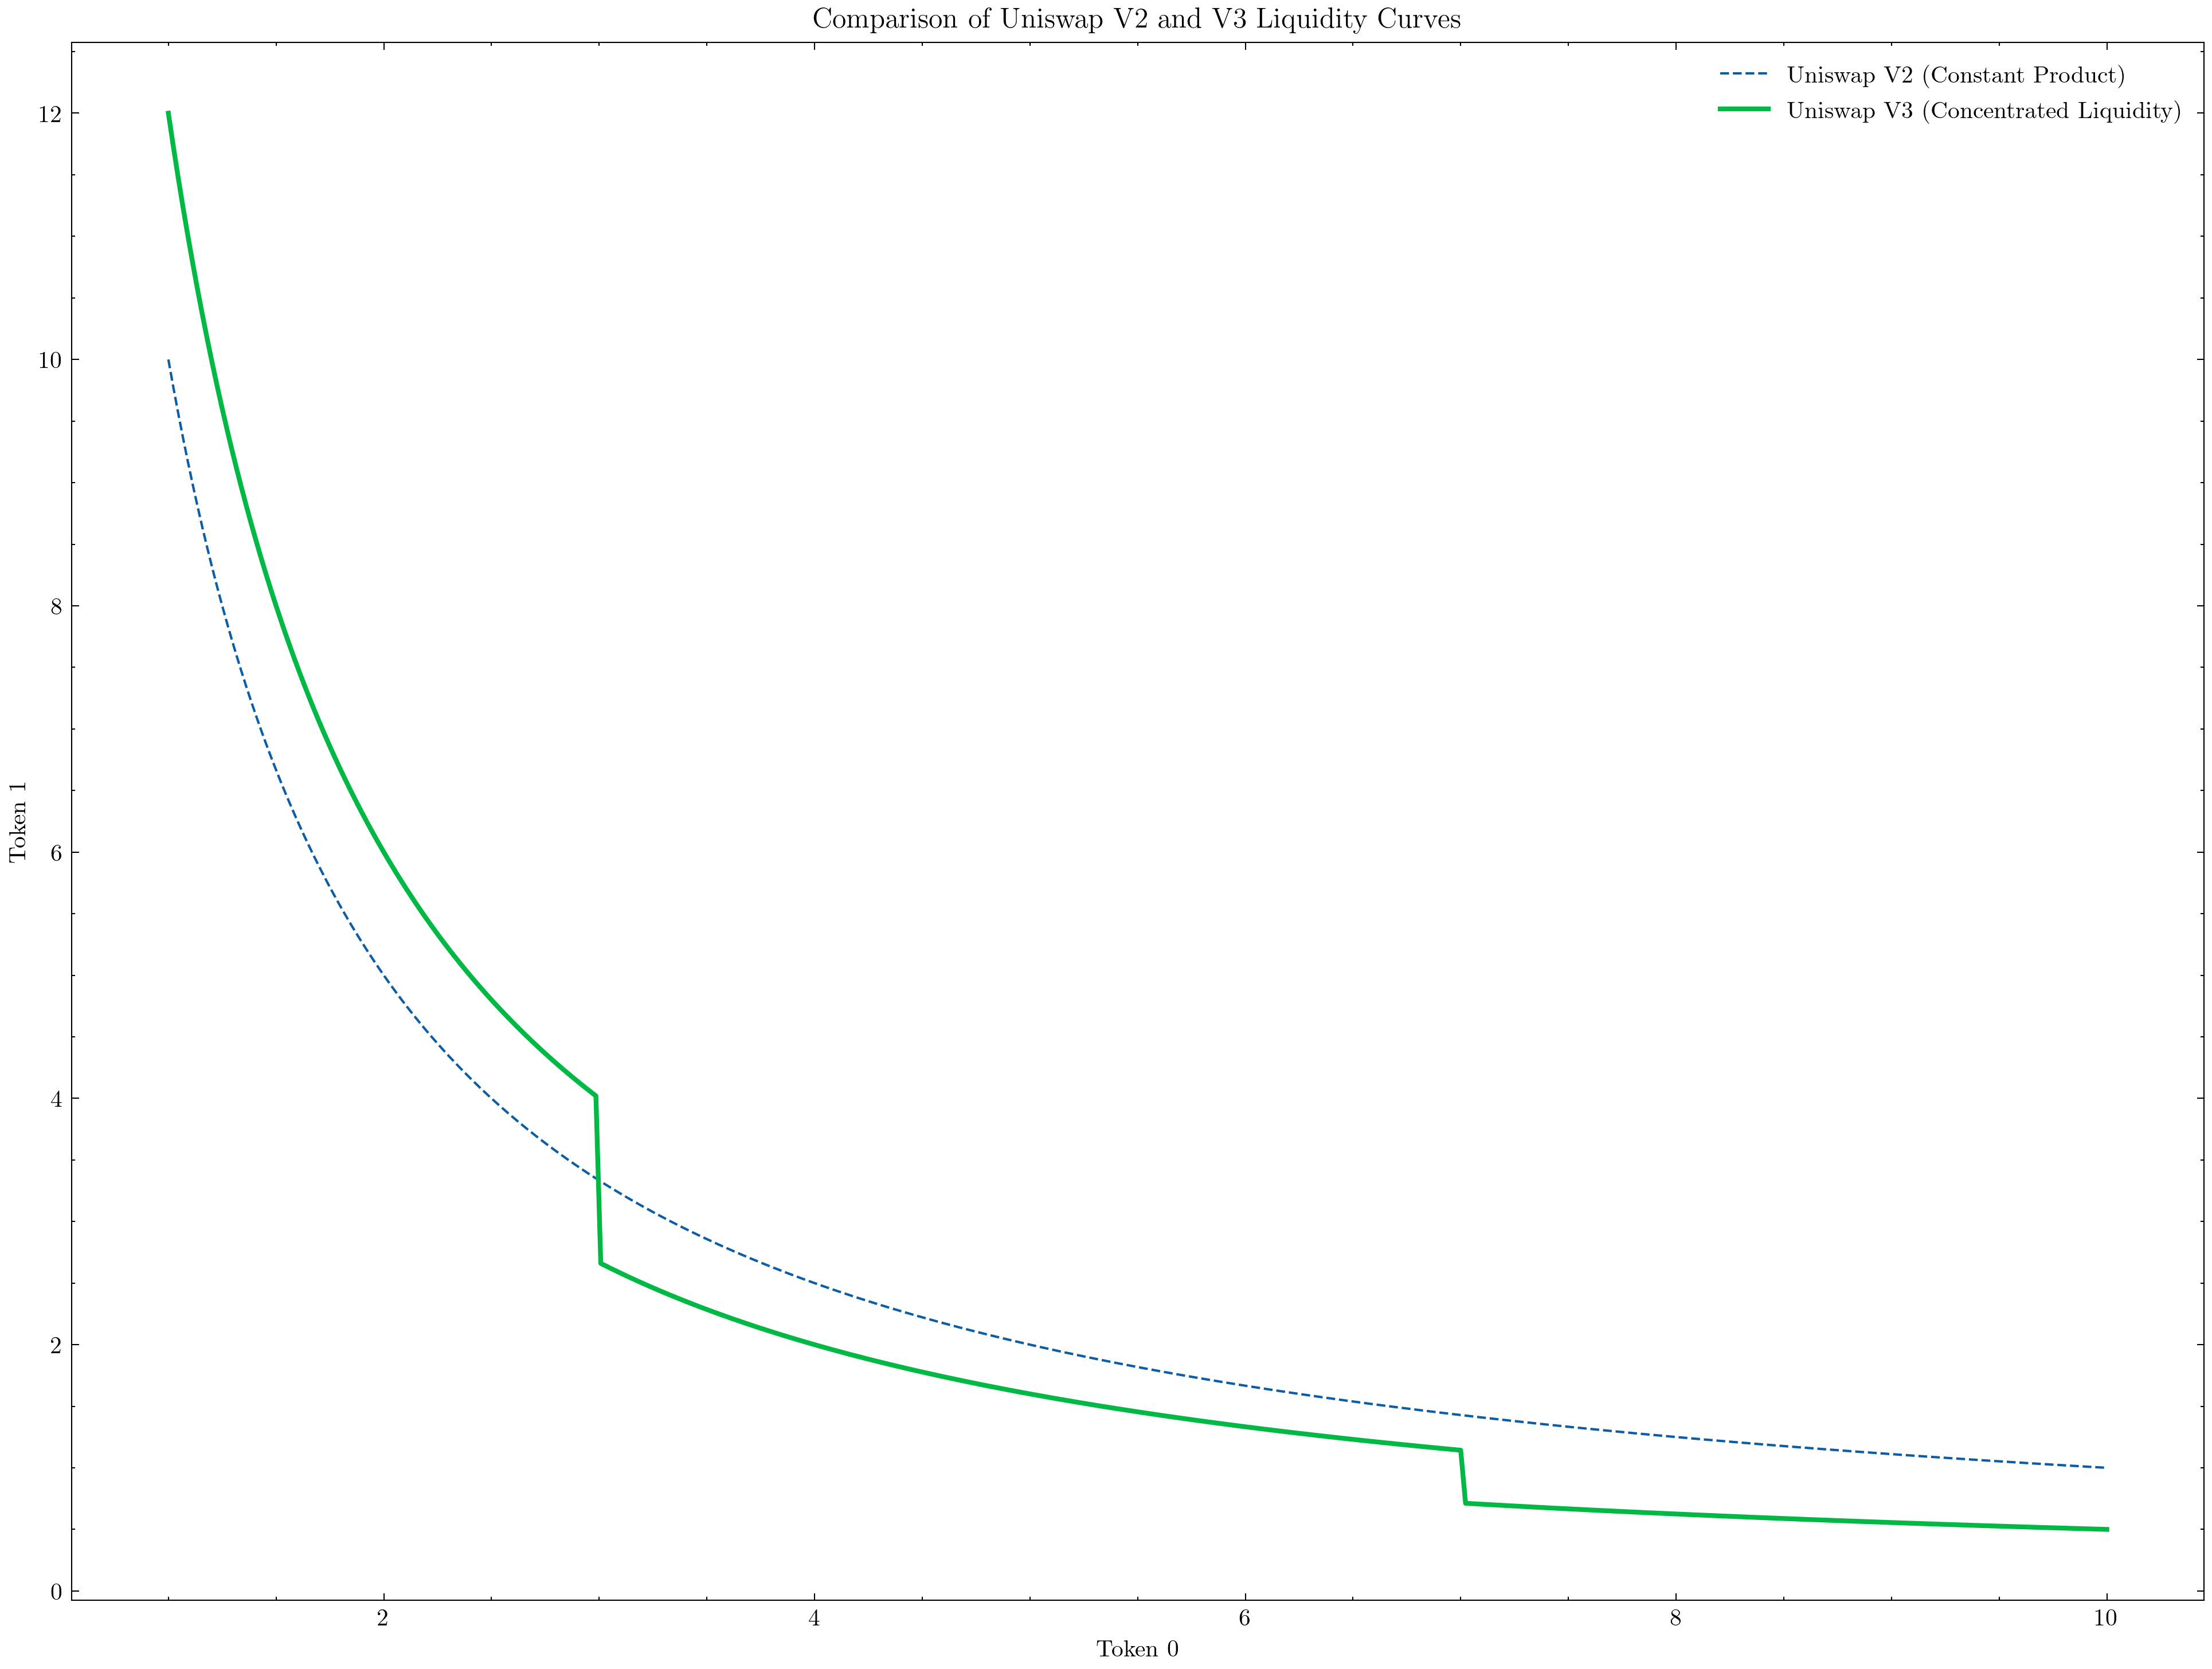 Comparison of Uniswap V2 and V3 Liquidity Curves
Uniswap V2 (Constant Product)
Uniswap V3 (Concentrated Liquidity)
12
10
8
6
4
2
0
Token 1
2 4 6 8 10
Token 0